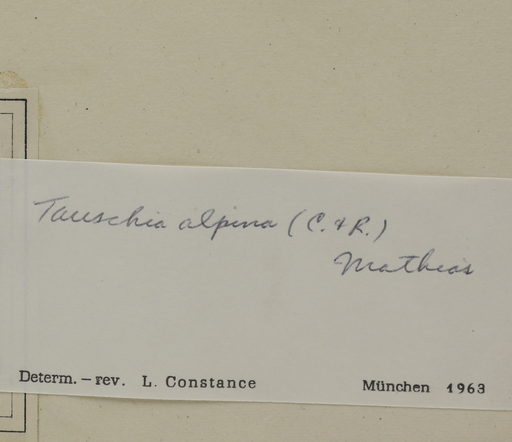 Tauschia alpina (C. & R.)
Mathias
Determ. – rev. L. Constance München 1963